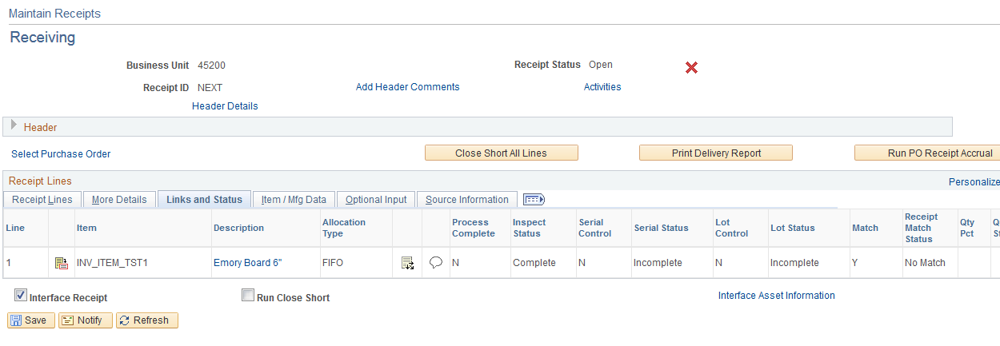 Maintain Receipts
Receiving
Business Unit 45200 Receipt Status Open
Receipt ID NEXT Add Header Comments Activities
Header Details
Header
Select Purchase Order Close Short All Lines Print Delivery Report Run PO Receipt Accrual
Receipt Lines Personalize
Receipt Lines More Details Links and Status Item / Mfg Data Optional Input Source Information
Line Item Description Allocation Type Process Complete Inspect Status Serial Control Serial Status Lot Control Lot Status Match Receipt Match Status Qty Pct
1 INV_ITEM_TST1 Emory Board 6" FIFO N Complete N Incomplete N Incomplete Y No Match
Interface Receipt Run Close Short Interface Asset Information
Save Notify Refresh